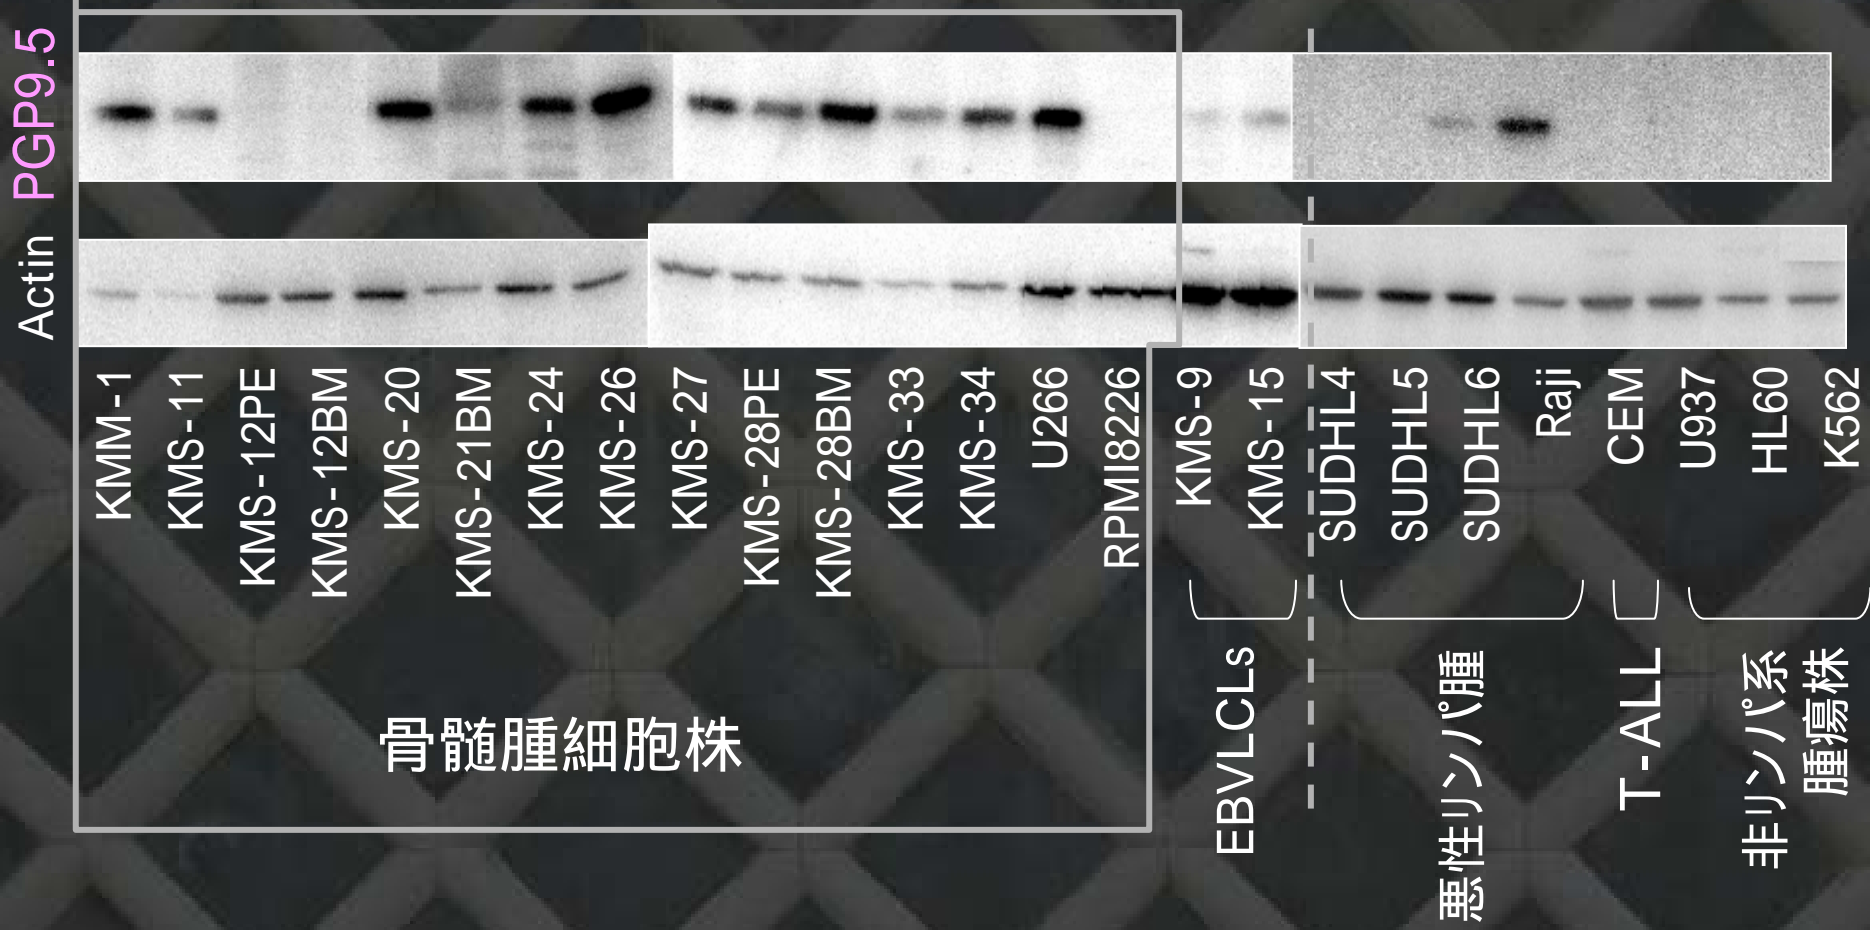 PGP9.5
Actin
KMM-1
KMS-11
KMS-12PE
KMS-12BM
KMS-20
KMS-21BM
KMS-24
KMS-26
KMS-27
KMS-28PE
KMS-28BM
KMS-33
KMS-34
U266
RPMI8226
KMS-9
KMS-15
SUDHL4
SUDHL5
SUDHL6
Raji
CEM
U937
HL60
K562
骨髄腫細胞株
EBVLCLs
悪性リンパ腫
T-ALL
非リンパ系
腫瘍株